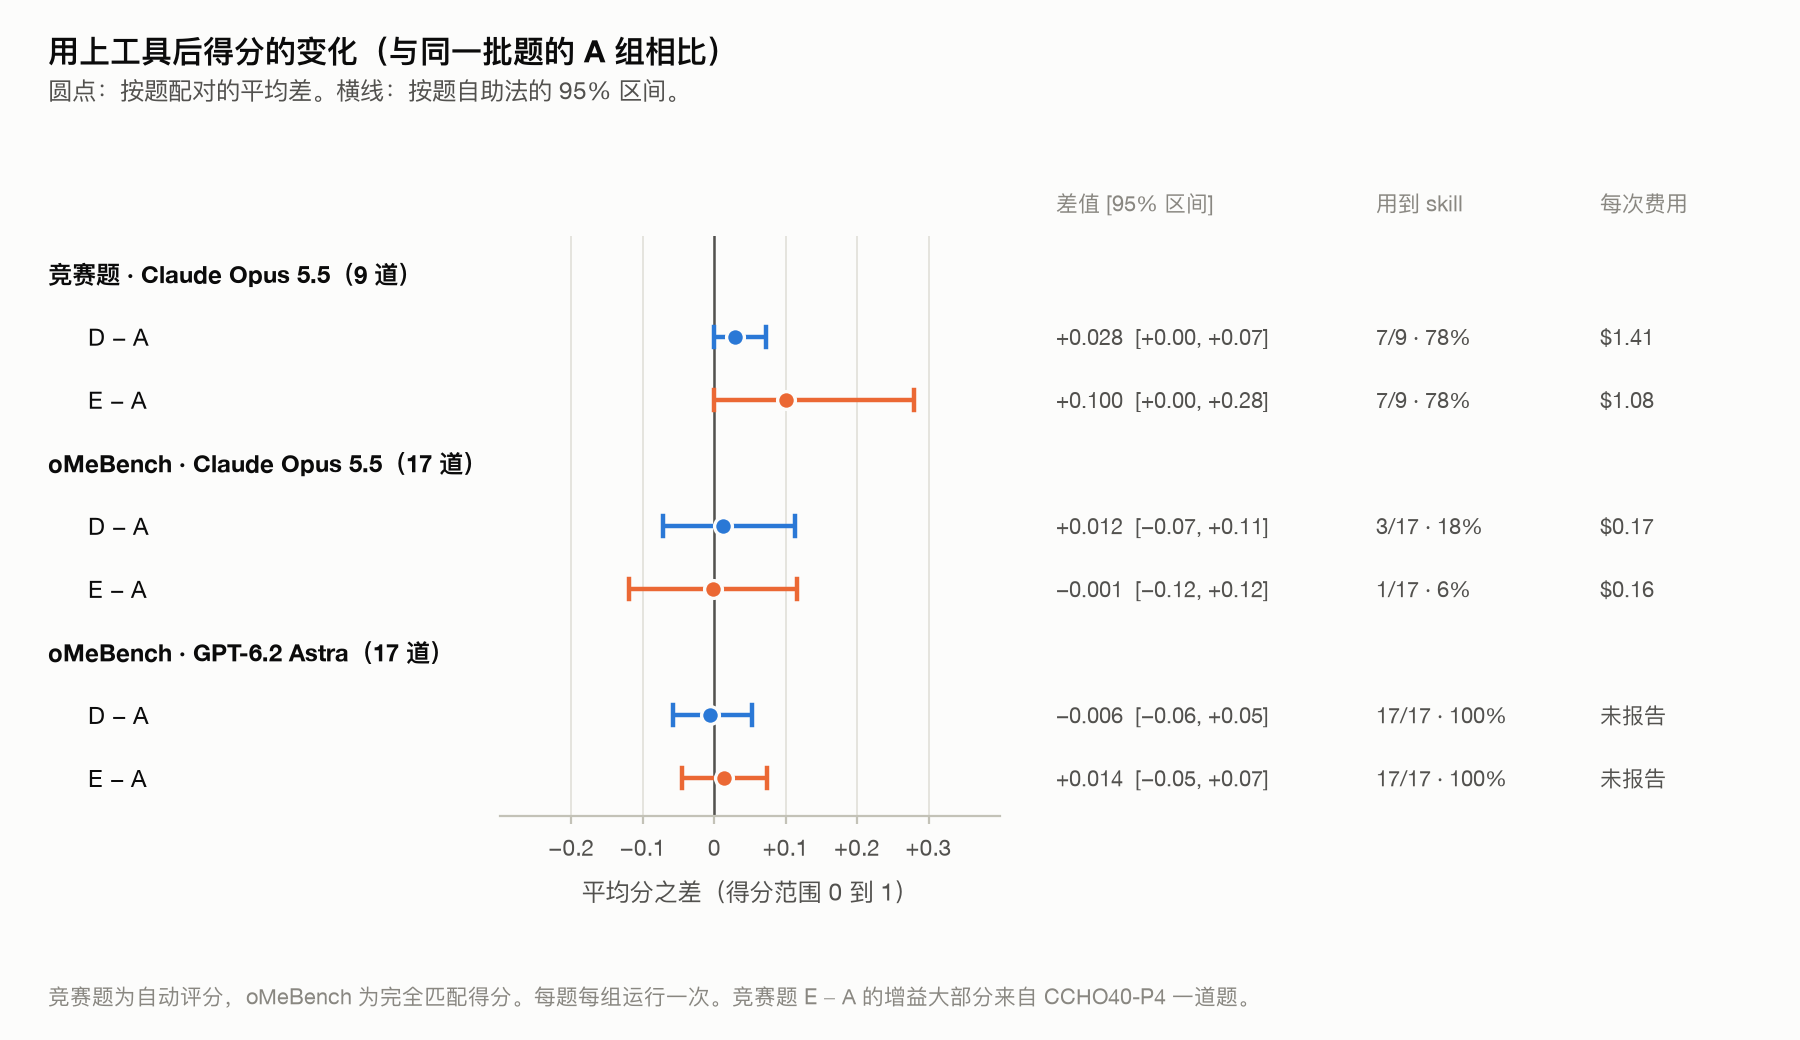 用上工具后得分的变化（与同一批题的 A 组相比）
圆点：按题配对的平均差。横线：按题自助法的 95% 区间。
差值 [95% 区间] 用到 skill 每次费用
竞赛题 · Claude Opus 5.5（9 道）
D – A +0.028 [+0.00, +0.07] 7/9 · 78% $1.41
E – A +0.100 [+0.00, +0.28] 7/9 · 78% $1.08
oMeBench · Claude Opus 5.5（17 道）
D – A +0.012 [−0.07, +0.11] 3/17 · 18% $0.17
E – A −0.001 [−0.12, +0.12] 1/17 · 6% $0.16
oMeBench · GPT-6.2 Astra（17 道）
D – A −0.006 [−0.06, +0.05] 17/17 · 100% 未报告
E – A +0.014 [−0.05, +0.07] 17/17 · 100% 未报告
−0.2 −0.1 0 +0.1 +0.2 +0.3
平均分之差（得分范围 0 到 1）
竞赛题为自动评分，oMeBench 为完全匹配得分。每题每组运行一次。竞赛题 E – A 的增益大部分来自 CCHO40-P4 一道题。